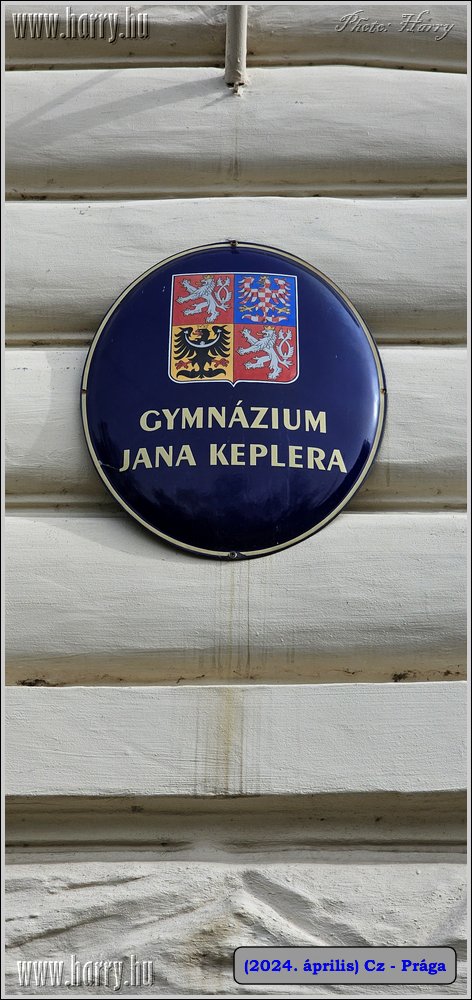 www.harry.hu
Photo: Harry
GYMNÁZIUM
JANA KEPLERA
www.harry.hu
(2024. április) Cz - Prága